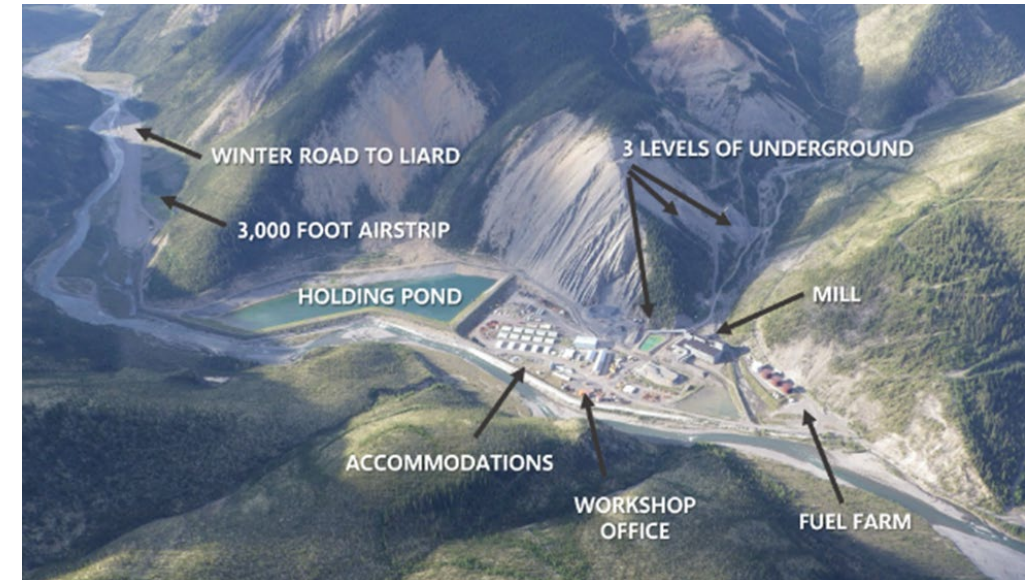 3 LEVELS OF UNDERGROUND
WINTER ROAD TO LIARD
3,000 FOOT AIRSTRIP
HOLDING POND
MILL
ACCOMMODATIONS
WORKSHOP
OFFICE
FUEL FARM